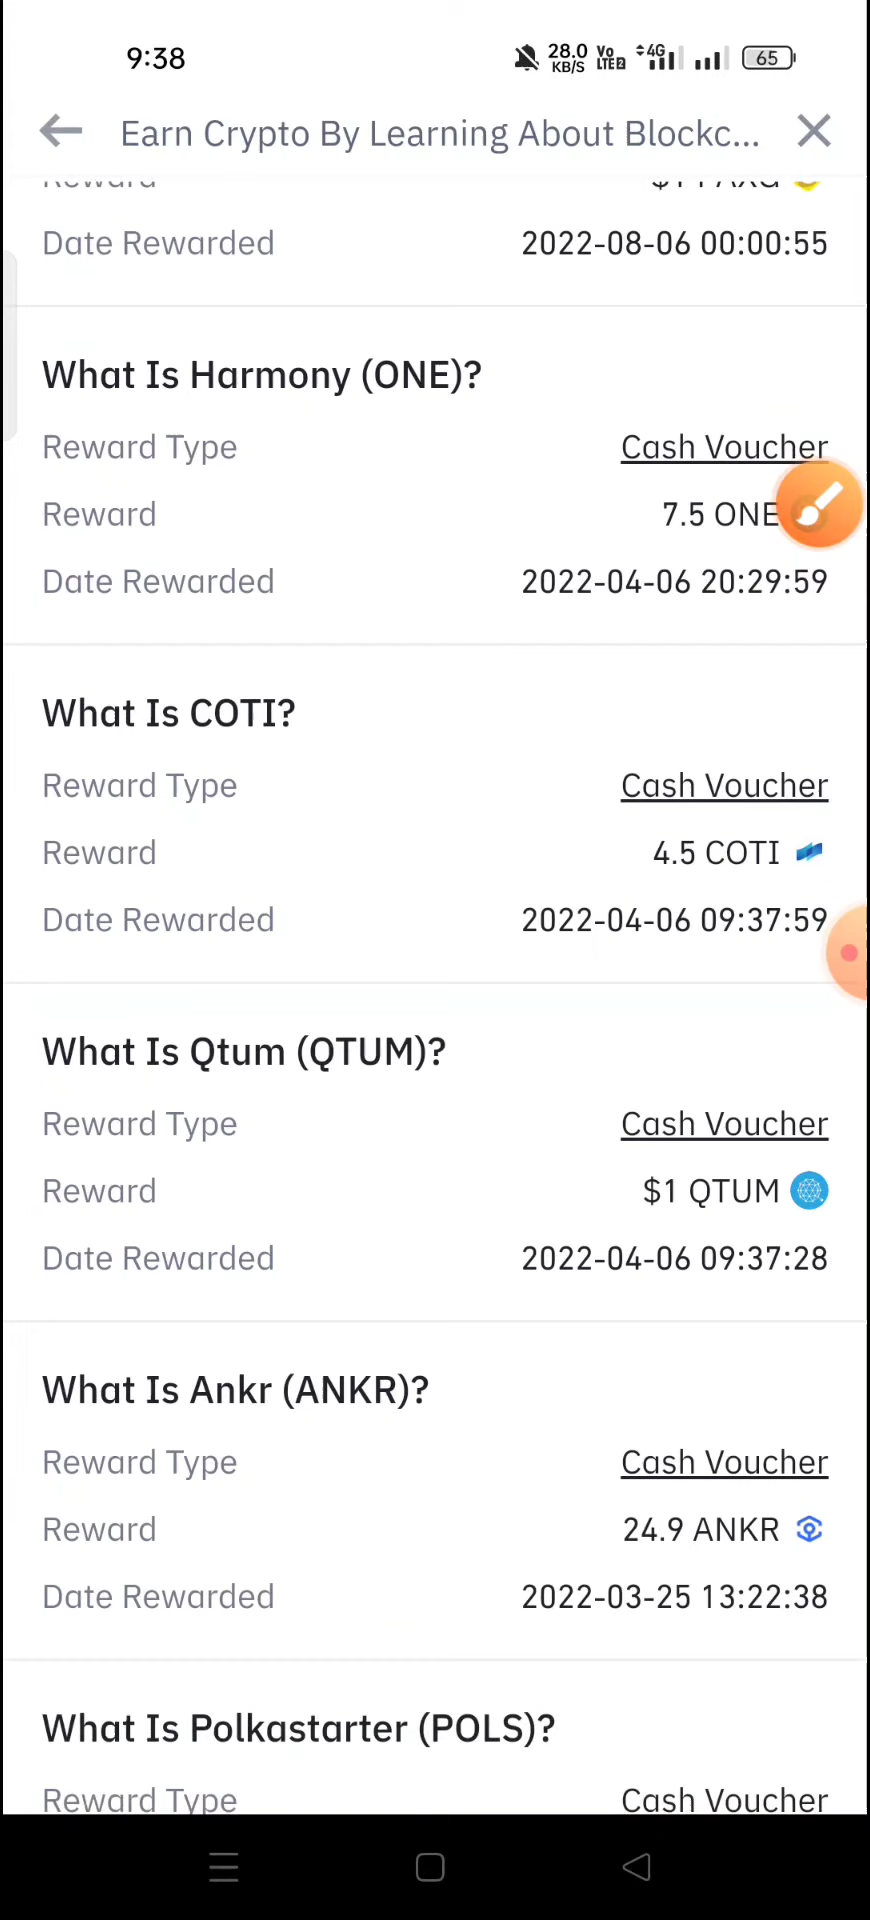 9:38
28.0
KB/S
Vo
LTE2
4G
65
Earn Crypto By Learning About Blockc...
Reward $1 PAXG
Date Rewarded 2022-08-06 00:00:55
What Is Harmony (ONE)?
Reward Type Cash Voucher
Reward 7.5 ONE
Date Rewarded 2022-04-06 20:29:59
What Is COTI?
Reward Type Cash Voucher
Reward 4.5 COTI
Date Rewarded 2022-04-06 09:37:59
What Is Qtum (QTUM)?
Reward Type Cash Voucher
Reward $1 QTUM
Date Rewarded 2022-04-06 09:37:28
What Is Ankr (ANKR)?
Reward Type Cash Voucher
Reward 24.9 ANKR
Date Rewarded 2022-03-25 13:22:38
What Is Polkastarter (POLS)?
Reward Type Cash Voucher